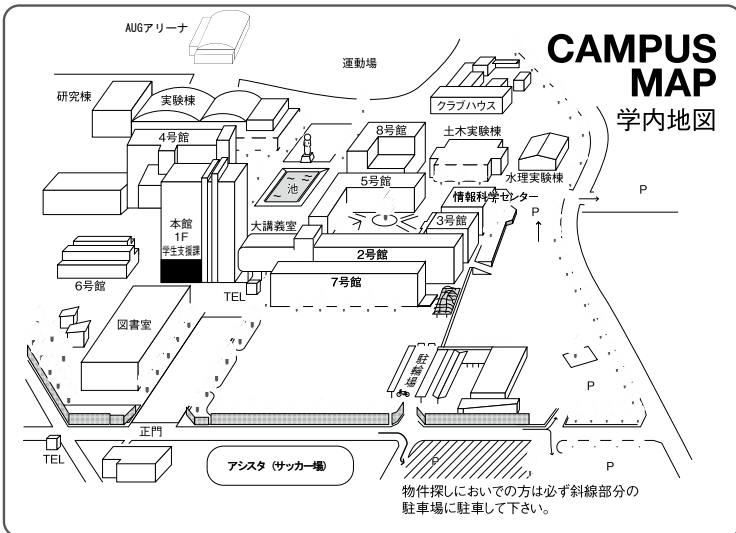 AUGアリーナ
運動場
CAMPUS
MAP
学内地図
研究棟
実験棟
クラブハウス
4号館
8号館
土木実験棟
水理実験棟
池
5号館
情報科学センター
P
P
本館
1F
学生支援課
大講義室
3号館
2号館
7号館
6号館
TEL
図書室
駐輪場
P
正門
TEL
アシスタ（サッカー場）
P
P
物件探しにおいでの方は必ず斜線部分の
駐車場に駐車して下さい。